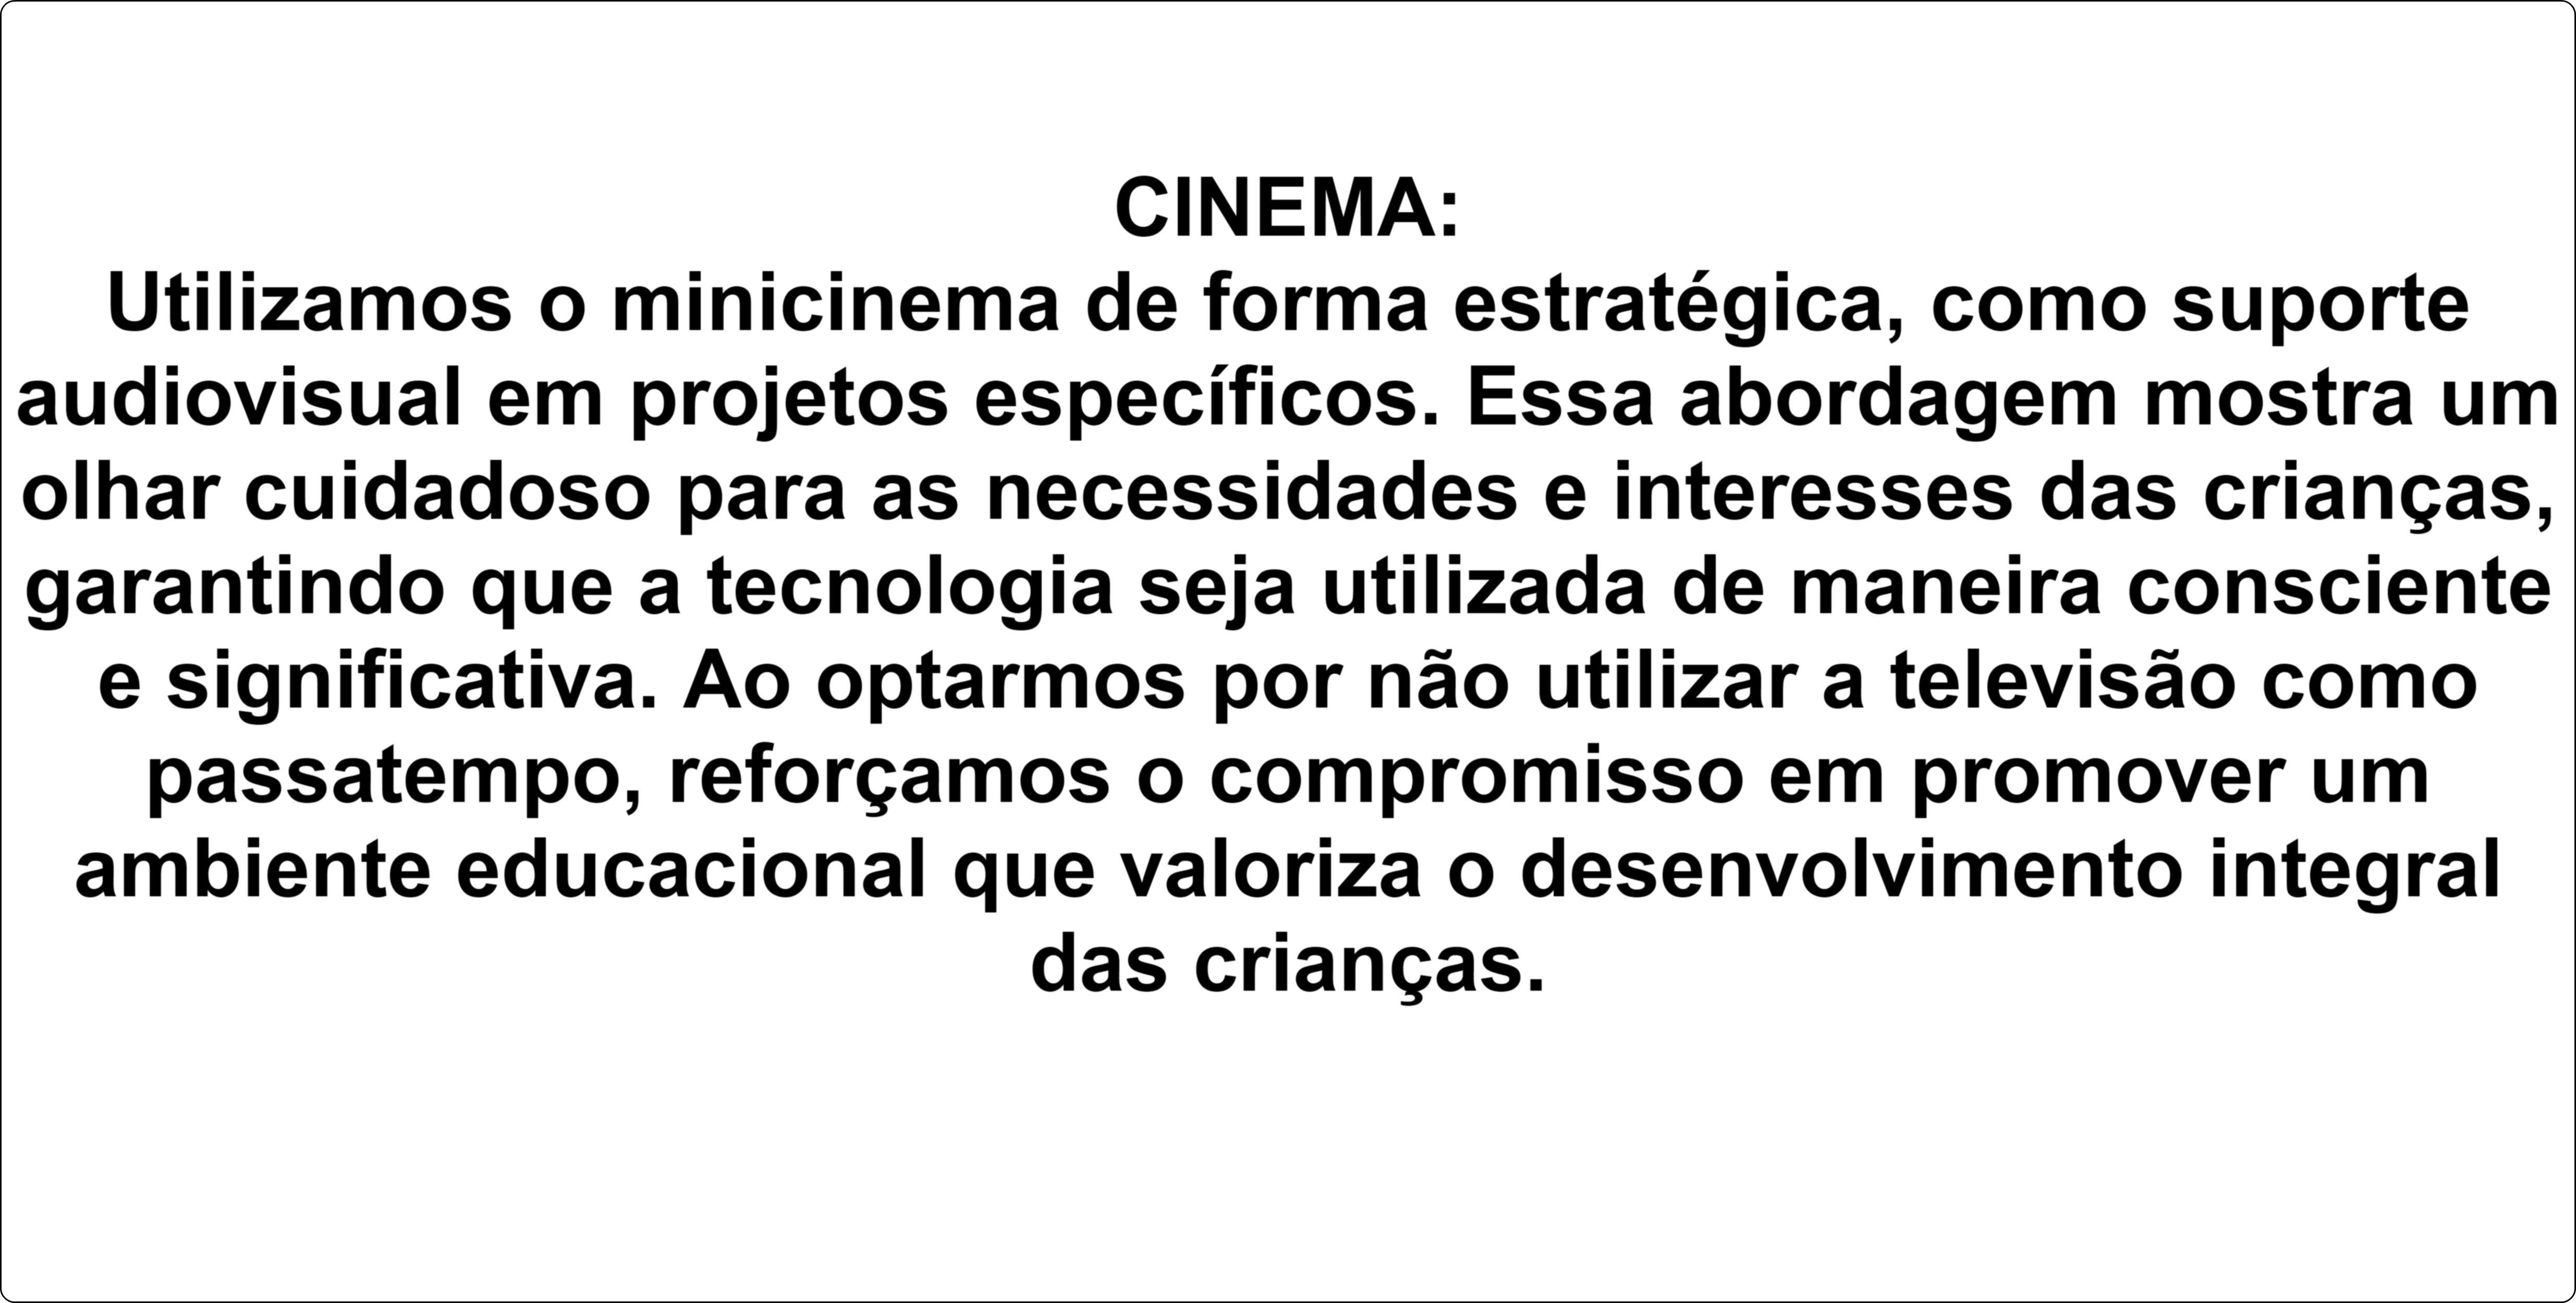 CINEMA:
Utilizamos o minicinema de forma estratégica, como suporte
audiovisual em projetos específicos. Essa abordagem mostra um
olhar cuidadoso para as necessidades e interesses das crianças,
garantindo que a tecnologia seja utilizada de maneira consciente
e significativa. Ao optarmos por não utilizar a televisão como
passatempo, reforçamos o compromisso em promover um
ambiente educacional que valoriza o desenvolvimento integral
das crianças.